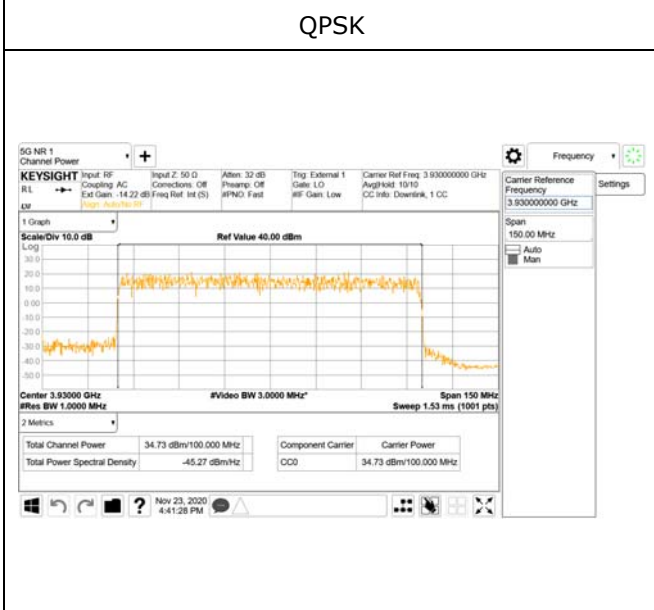 QPSK
5G NR 1
Channel Power
Frequency
KEYSIGHT
RL
Input: RF
Coupling: AC
Ext Gain: -14.22 dB
Align: Auto/No RF
Input Z: 50 Ω
Corrections: Off
Freq Ref: Int (S)
Atten: 32 dB
Preamp: Off
#PNO: Fast
Trig: External 1
Gate: LO
#IF Gain: Low
Carrier Ref Freq: 3.930000000 GHz
Avg|Hold: 10/10
CC Info: Downlink, 1 CC
Carrier Reference
Frequency
3.930000000 GHz
Settings
Span
150.00 MHz
Auto
Man
1 Graph
Scale/Div 10.0 dB
Ref Value 40.00 dBm
Log
30.0
20.0
10.0
0.00
-10.0
-20.0
-30.0
-40.0
-50.0
Center 3.93000 GHz
#Video BW 3.0000 MHz*
Span 150 MHz
#Res BW 1.0000 MHz
Sweep 1.53 ms (1001 pts)
2 Metrics
Total Channel Power
34.73 dBm/100.000 MHz
Total Power Spectral Density
-45.27 dBm/Hz
Component Carrier
Carrier Power
CC0
34.73 dBm/100.000 MHz
Nov 23, 2020
4:41:28 PM